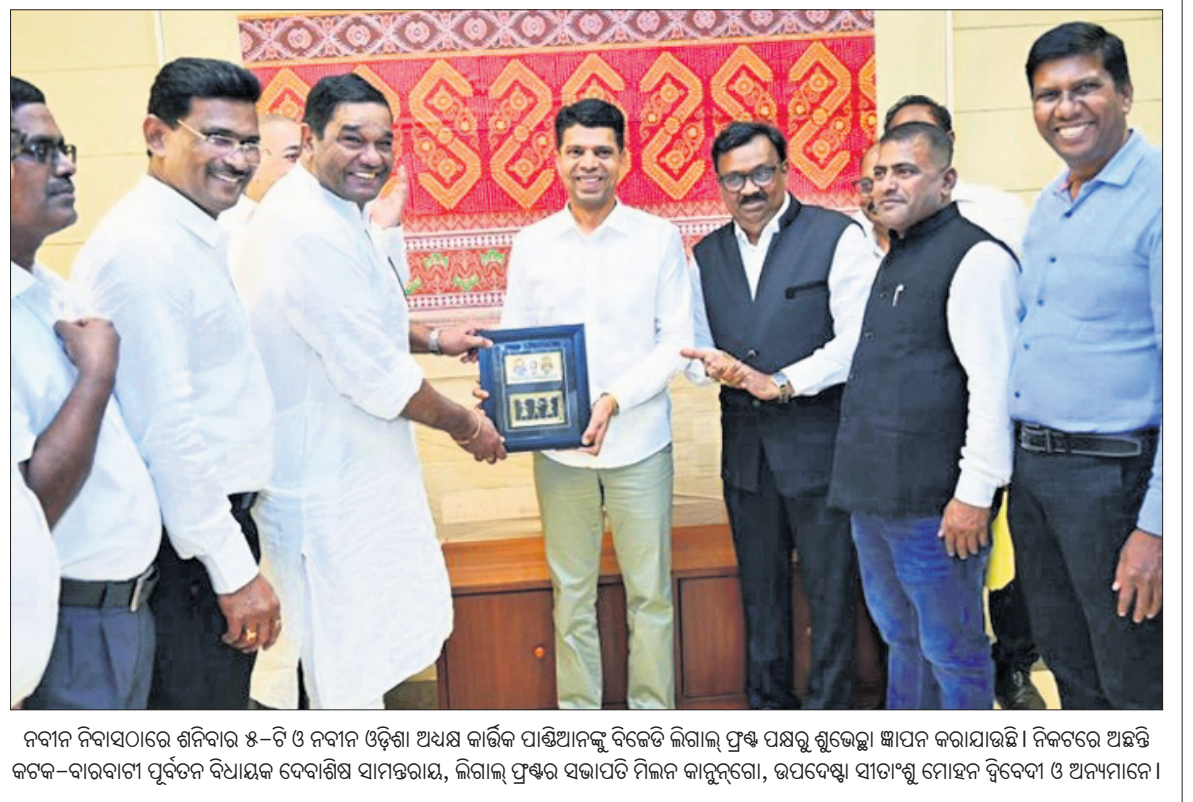 ନବୀନ ନିବାସଠାରେ ଶନିବାର ୫-ଟି ଓ ନବୀନ ଓଡ଼ିଶା ଅଧ୍ୟକ୍ଷ କାର୍ତ୍ତିକ ପାଣ୍ଡିଆନଙ୍କୁ ବିଜେଡି ଲିଗାଲ୍ ଫ୍ରଣ୍ଟ ପକ୍ଷରୁ ଶୁଭେଚ୍ଛା ଜ୍ଞାପନ କରାଯାଉଛି। ନିକଟରେ ଅଛନ୍ତି
କଟକ-ବାରବାଟୀ ପୂର୍ବତନ ବିଧାୟକ ଦେବାଶିଷ ସାମନ୍ତରାୟ, ଲିଗାଲ୍ ଫ୍ରଣ୍ଟର ସଭାପତି ମିଲନ କାନୁନ୍‌ଗୋ, ଉପଦେଷ୍ଟା ସୀତାଂଶୁ ମୋହନ ଦ୍ୱିବେଦୀ ଓ ଅନ୍ୟମାନେ।